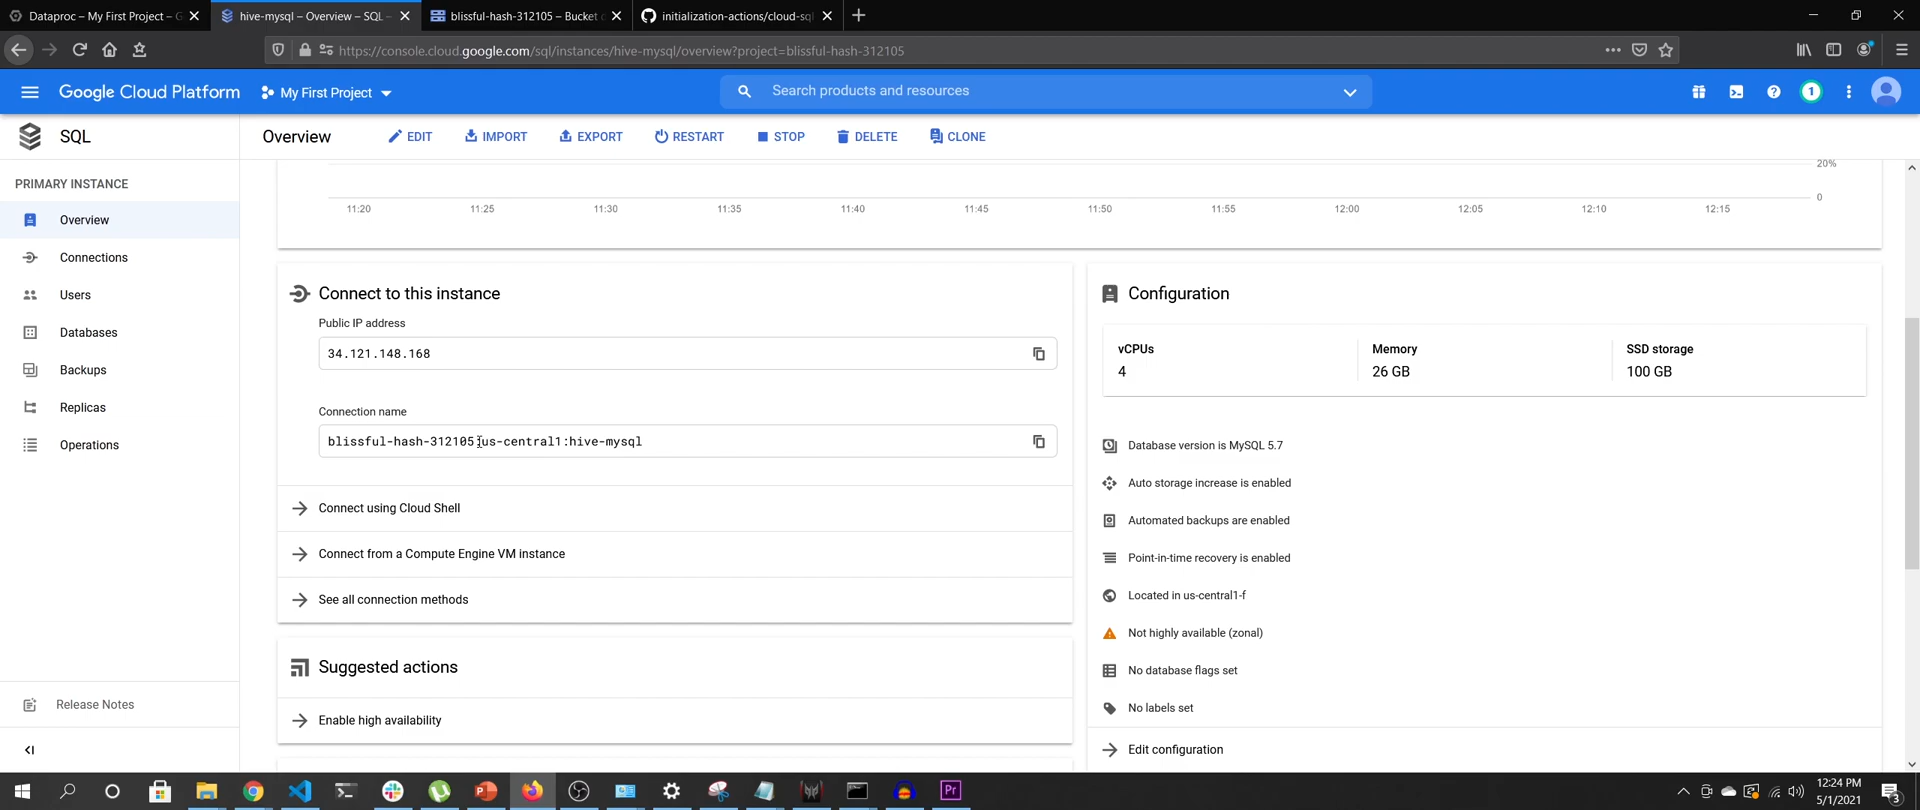 Dataproc – My First Project – G
hive-mysql – Overview – SQL –
blissful-hash-312105 – Bucket d
initialization-actions/cloud-sql
https://console.cloud.google.com/sql/instances/hive-mysql/overview?project=blissful-hash-312105
Google Cloud Platform
My First Project
Search products and resources
1
SQL
Overview
EDIT
IMPORT
EXPORT
RESTART
STOP
DELETE
CLONE
PRIMARY INSTANCE
Overview
Connections
Users
Databases
Backups
Replicas
Operations
Release Notes
20%
0
11:20 11:25 11:30 11:35 11:40 11:45 11:50 11:55 12:00 12:05 12:10 12:15
Connect to this instance
Public IP address
34.121.148.168
Connection name
blissful-hash-312105:us-central1:hive-mysql
Connect using Cloud Shell
Connect from a Compute Engine VM instance
See all connection methods
Suggested actions
Enable high availability
Configuration
vCPUs Memory SSD storage
4 26 GB 100 GB
Database version is MySQL 5.7
Auto storage increase is enabled
Automated backups are enabled
Point-in-time recovery is enabled
Located in us-central1-f
Not highly available (zonal)
No database flags set
No labels set
Edit configuration
Pr
12:24 PM
5/1/2021
3